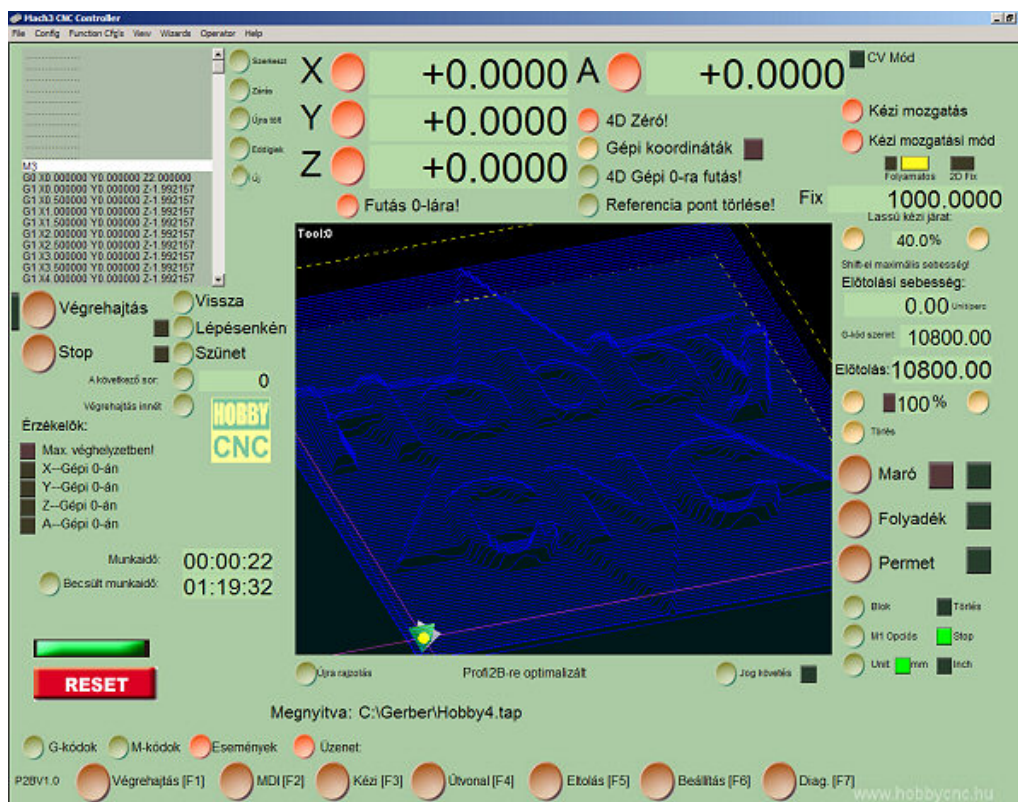 Mach3 CNC Controller
File Config Function Cfg's View Wizards Operator Help
M3
G0 X0.000000 Y0.000000 Z2.000000
G1 X0.000000 Y0.000000 Z-1.992157
G1 X0.500000 Y0.000000 Z-1.992157
G1 X1.000000 Y0.000000 Z-1.992157
G1 X1.500000 Y0.000000 Z-1.992157
G1 X2.000000 Y0.000000 Z-1.992157
G1 X2.500000 Y0.000000 Z-1.992157
G1 X3.000000 Y0.000000 Z-1.992157
G1 X3.500000 Y0.000000 Z-1.992157
G1 X4.000000 Y0.000000 Z-1.992157
Szerkeszt
Zárás
Újra tölt
Eddigiek
Új
X +0.0000
Y +0.0000
Z +0.0000
Futás 0-lára!
A +0.0000
4D Zéró!
Gépi koordináták
4D Gépi 0-ra futás!
Referencia pont törlése!
CV Mód
Kézi mozgatás
Kézi mozgatási mód
Folyamatos 2D Fix
Fix 1000.0000
Lassú kézi járat:
40.0%
Shift-el maximális sebesség!
Előtolási sebesség:
0.00 Unit/perc
G-kód szerint: 10800.00
Előtolás: 10800.00
100 %
Törlés
Maró
Folyadék
Permet
Blok Törlés
M1 Opciós Stop
Unit mm Inch
Végrehajtás
Stop
Vissza
Lépésenkén
Szünet
A következő sor: 0
Végrehajtás innét
HOBBY
CNC
Érzékelők:
Max. véghelyzetben!
X--Gépi 0-án
Y--Gépi 0-án
Z--Gépi 0-án
A--Gépi 0-án
Munkaidő: 00:00:22
Becsült munkaidő: 01:19:32
RESET
Tool:0
Hobby
CNC
Újra rajzolás
Profi2B-re optimalizált
Jog követés
Megnyitva: C:\Gerber\Hobby4.tap
G-kódok M-kódok Események Üzenet:
P2BV1.0 Végrehajtás [F1] MDI [F2] Kézi [F3] Útvonal [F4] Eltolás [F5] Beállítás [F6] Diag. [F7]
www.hobbycnc.hu